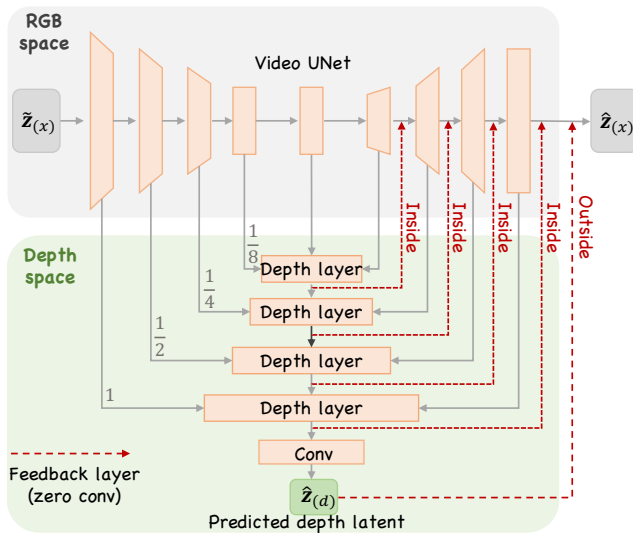 RGB
space
Video UNet
z̃(x)
ẑ(x)
Inside
Inside
Inside
Inside
Outside
Depth
space
1/8
Depth layer
1/4
Depth layer
1/2
Depth layer
1
Depth layer
Conv
Feedback layer
(zero conv)
ẑ(d)
Predicted depth latent